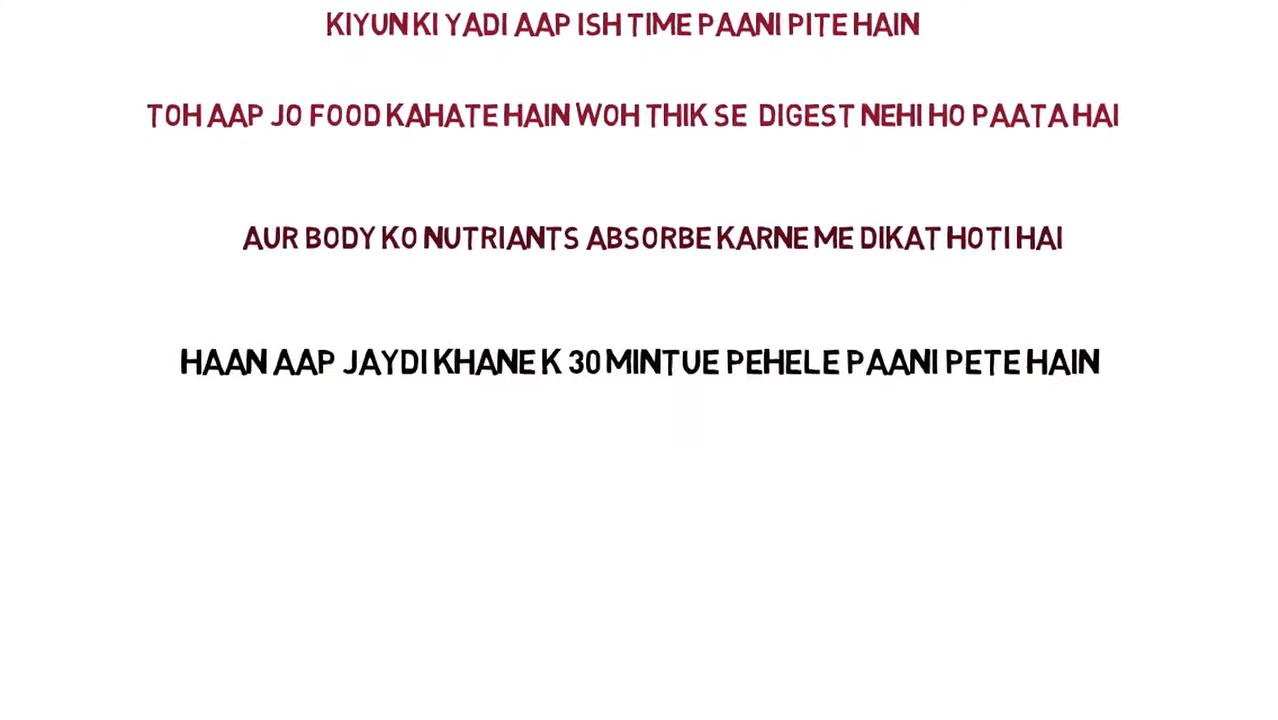 KIYUN KI YADI AAP ISH TIME PAANI PITE HAIN
TOH AAP JO FOOD KAHATE HAIN WOH THIK SE DIGEST NEHI HO PAATA HAI
AUR BODY KO NUTRIANTS ABSORBE KARNE ME DIKAT HOTI HAI
HAAN AAP JAYDI KHANE K 30 MINTUE PEHELE PAANI PETE HAIN